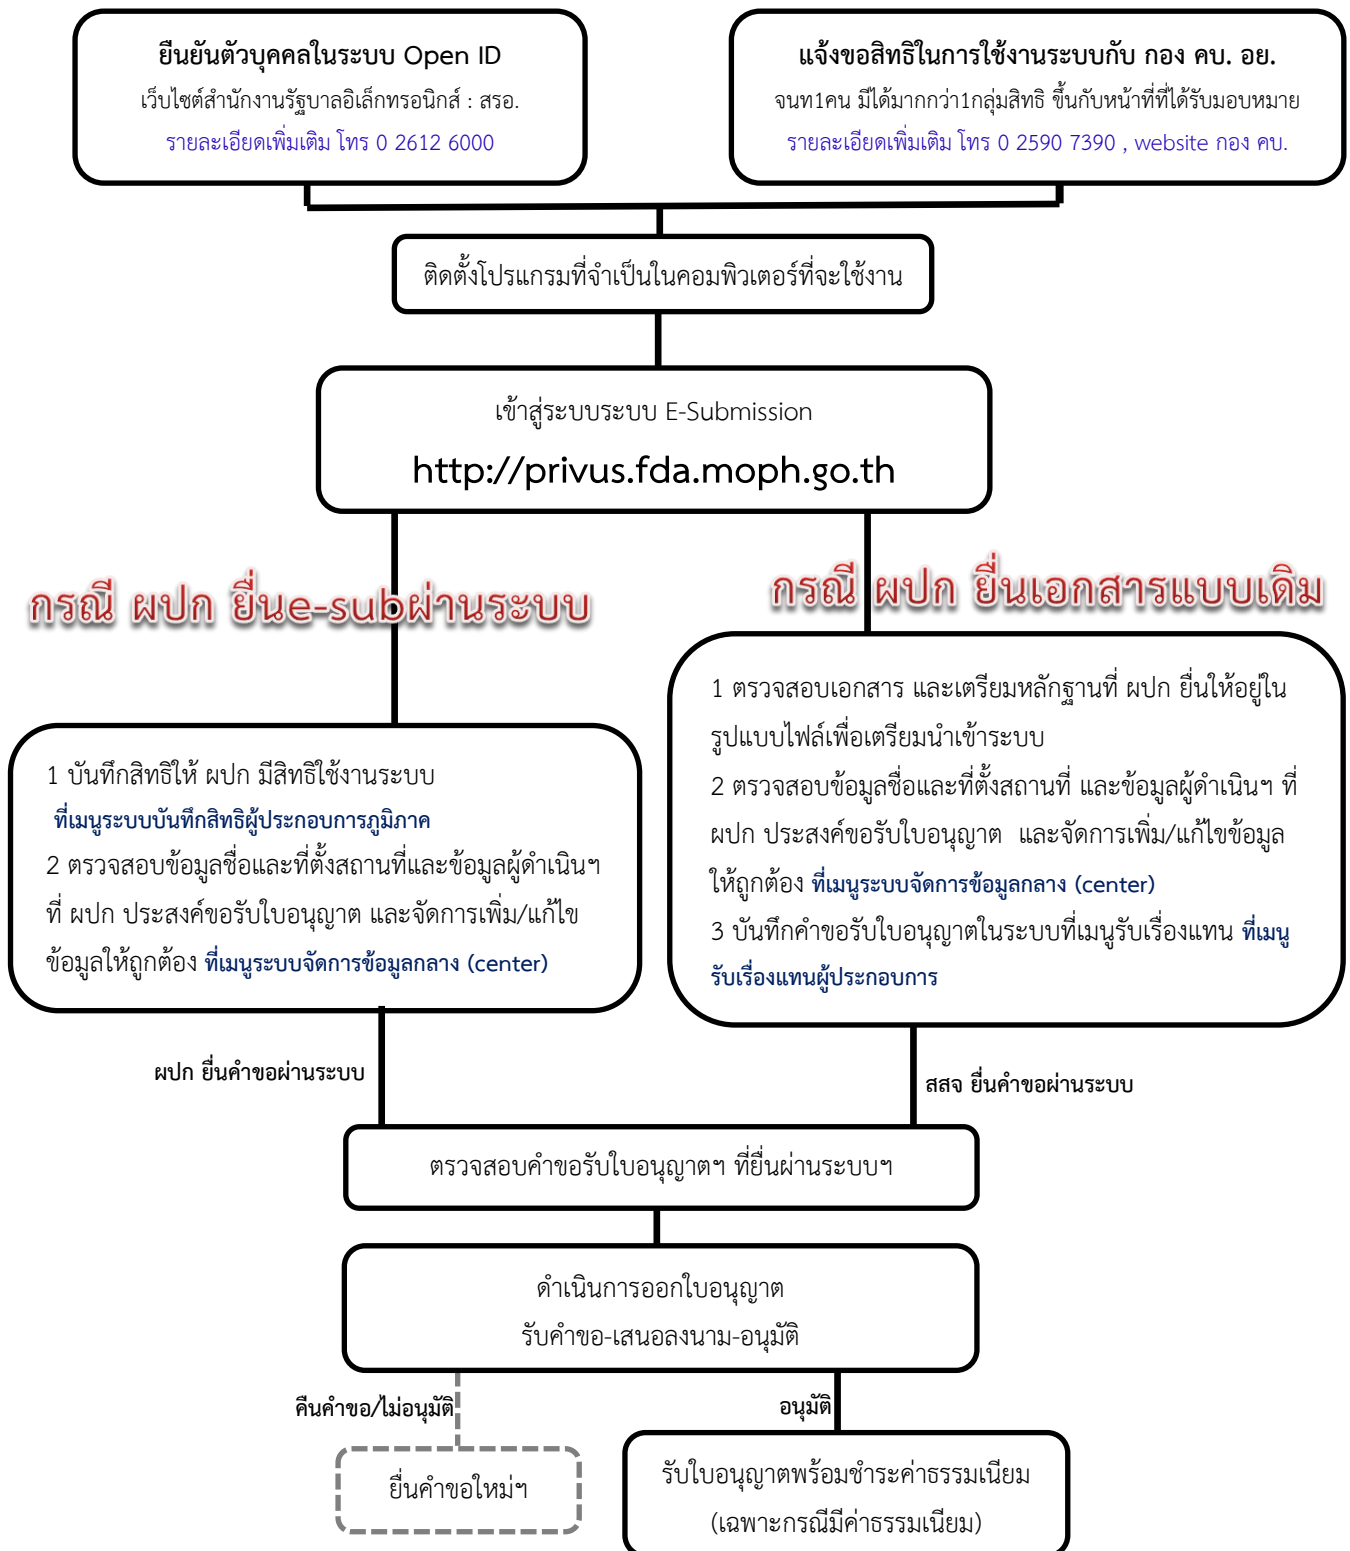 ยืนยันตัวบุคคลในระบบ Open ID
เว็บไซต์สำนักงานรัฐบาลอิเล็กทรอนิกส์ : สรอ.
รายละเอียดเพิ่มเติม โทร 0 2612 6000
แจ้งขอสิทธิในการใช้งานระบบกับ กอง คบ. อย.
จนท1คน มีได้มากกว่า1กลุ่มสิทธิ ขึ้นกับหน้าที่ที่ได้รับมอบหมาย
รายละเอียดเพิ่มเติม โทร 0 2590 7390 , website กอง คบ.
ติดตั้งโปรแกรมที่จำเป็นในคอมพิวเตอร์ที่จะใช้งาน
เข้าสู่ระบบระบบ E-Submission
http://privus.fda.moph.go.th
กรณี ผปก ยื่นe-subผ่านระบบ
1 บันทึกสิทธิให้ ผปก มีสิทธิใช้งานระบบ
ที่เมนูระบบบันทึกสิทธิผู้ประกอบการภูมิภาค
2 ตรวจสอบข้อมูลชื่อและที่ตั้งสถานที่และข้อมูลผู้ดำเนินฯ
ที่ ผปก ประสงค์ขอรับใบอนุญาต และจัดการเพิ่ม/แก้ไข
ข้อมูลให้ถูกต้อง ที่เมนูระบบจัดการข้อมูลกลาง (center)
กรณี ผปก ยื่นเอกสารแบบเดิม
1 ตรวจสอบเอกสาร และเตรียมหลักฐานที่ ผปก ยื่นให้อยู่ใน
รูปแบบไฟล์เพื่อเตรียมนำเข้าระบบ
2 ตรวจสอบข้อมูลชื่อและที่ตั้งสถานที่ และข้อมูลผู้ดำเนินฯ ที่
ผปก ประสงค์ขอรับใบอนุญาต และจัดการเพิ่ม/แก้ไขข้อมูล
ให้ถูกต้อง ที่เมนูระบบจัดการข้อมูลกลาง (center)
3 บันทึกคำขอรับใบอนุญาตในระบบที่เมนูรับเรื่องแทน ที่เมนู
รับเรื่องแทนผู้ประกอบการ
ผปก ยื่นคำขอผ่านระบบ
สสจ ยื่นคำขอผ่านระบบ
ตรวจสอบคำขอรับใบอนุญาตฯ ที่ยื่นผ่านระบบฯ
ดำเนินการออกใบอนุญาต
รับคำขอ-เสนอลงนาม-อนุมัติ
คืนคำขอ/ไม่อนุมัติ
อนุมัติ
ยื่นคำขอใหม่ฯ
รับใบอนุญาตพร้อมชำระค่าธรรมเนียม
(เฉพาะกรณีมีค่าธรรมเนียม)